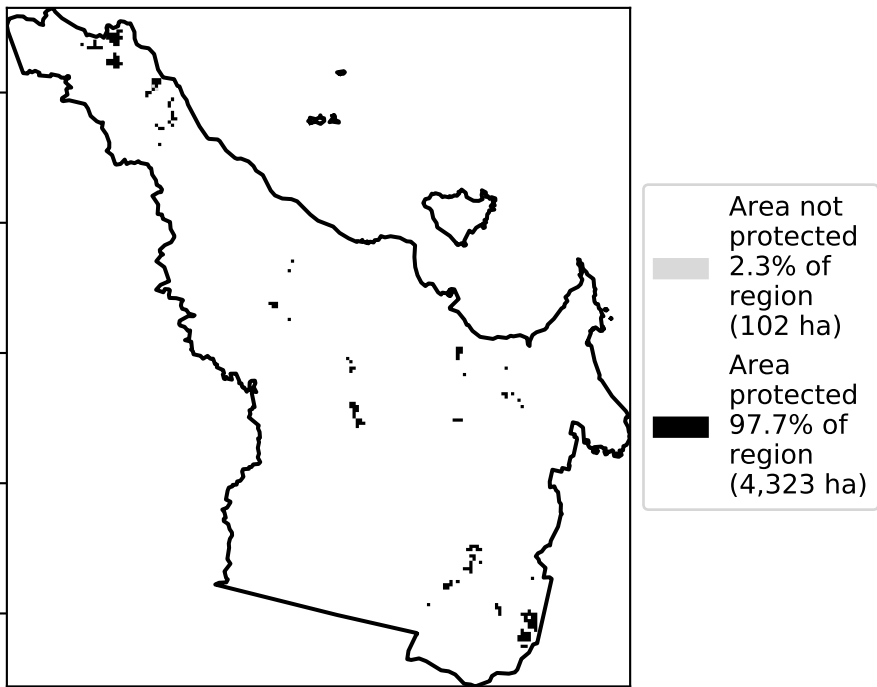 Area not
protected
2.3% of
region
(102 ha)
Area
protected
97.7% of
region
(4,323 ha)